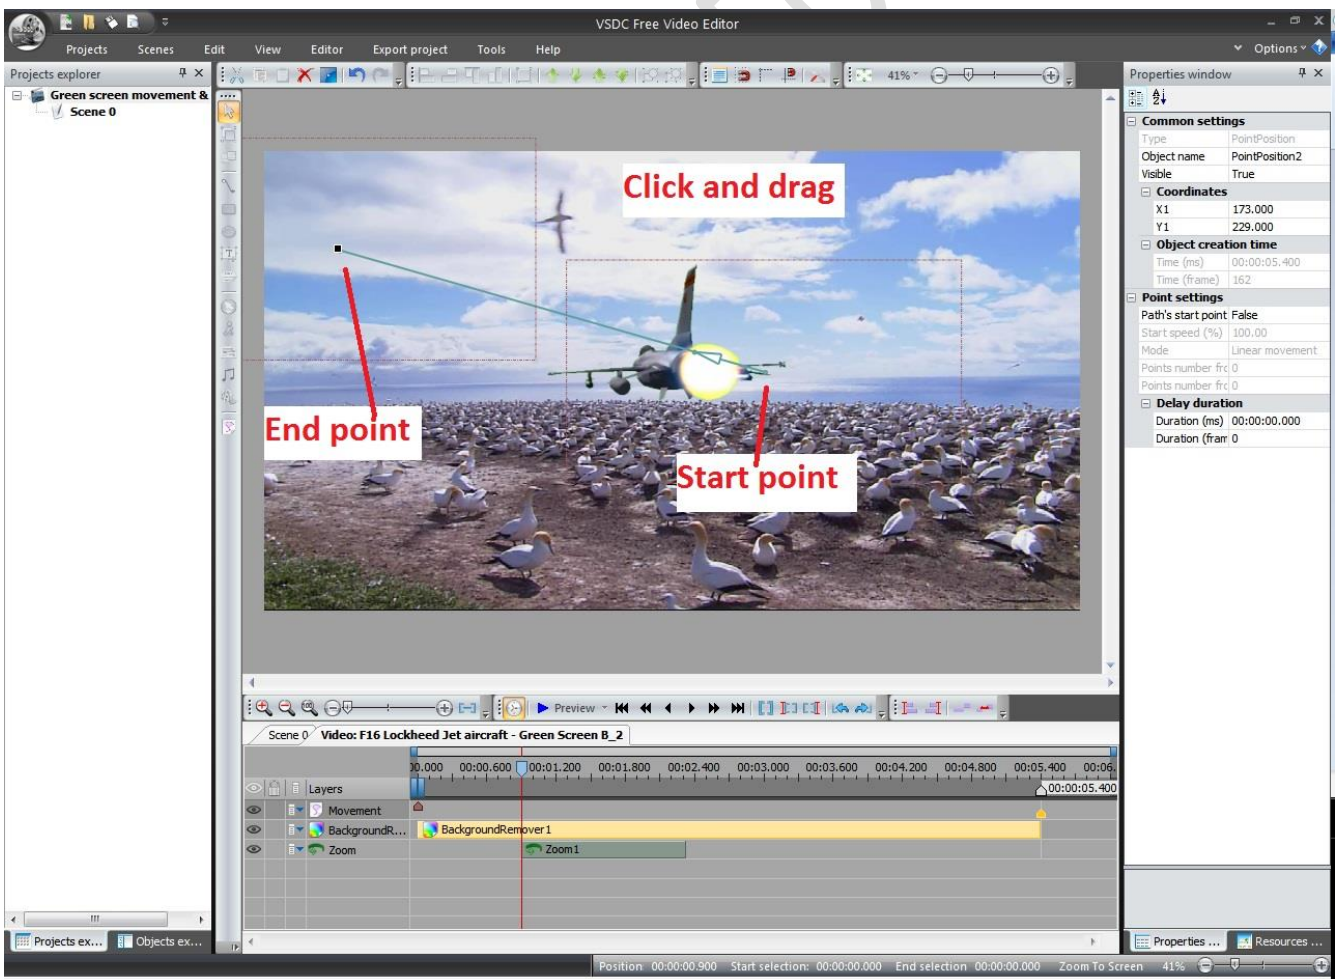 VSDC Free Video Editor
Projects Scenes Edit View Editor Export project Tools Help
Options
Projects explorer
Green screen movement &
Scene 0
41%
Click and drag
End point
Start point
Properties window
Common settings
Type PointPosition
Object name PointPosition2
Visible True
Coordinates
X1 173.000
Y1 229.000
Object creation time
Time (ms) 00:00:05.400
Time (frame) 162
Point settings
Path's start point False
Start speed (%) 100.00
Mode Linear movement
Points number frc 0
Points number frc 0
Delay duration
Duration (ms) 00:00:00.000
Duration (fram 0
Preview
Scene 0 Video: F16 Lockheed Jet aircraft - Green Screen B_2
00.000 00:00.600 00:01.200 00:01.800 00:02.400 00:03.000 00:03.600 00:04.200 00:04.800 00:05.400 00:06.
Layers 00:00:05.400
Movement
BackgroundR... BackgroundRemover1
Zoom Zoom1
Projects ex... Objects ex...
Properties ... Resources ...
Position 00:00:00.900 Start selection: 00:00:00.000 End selection 00:00:00.000 Zoom To Screen 41%